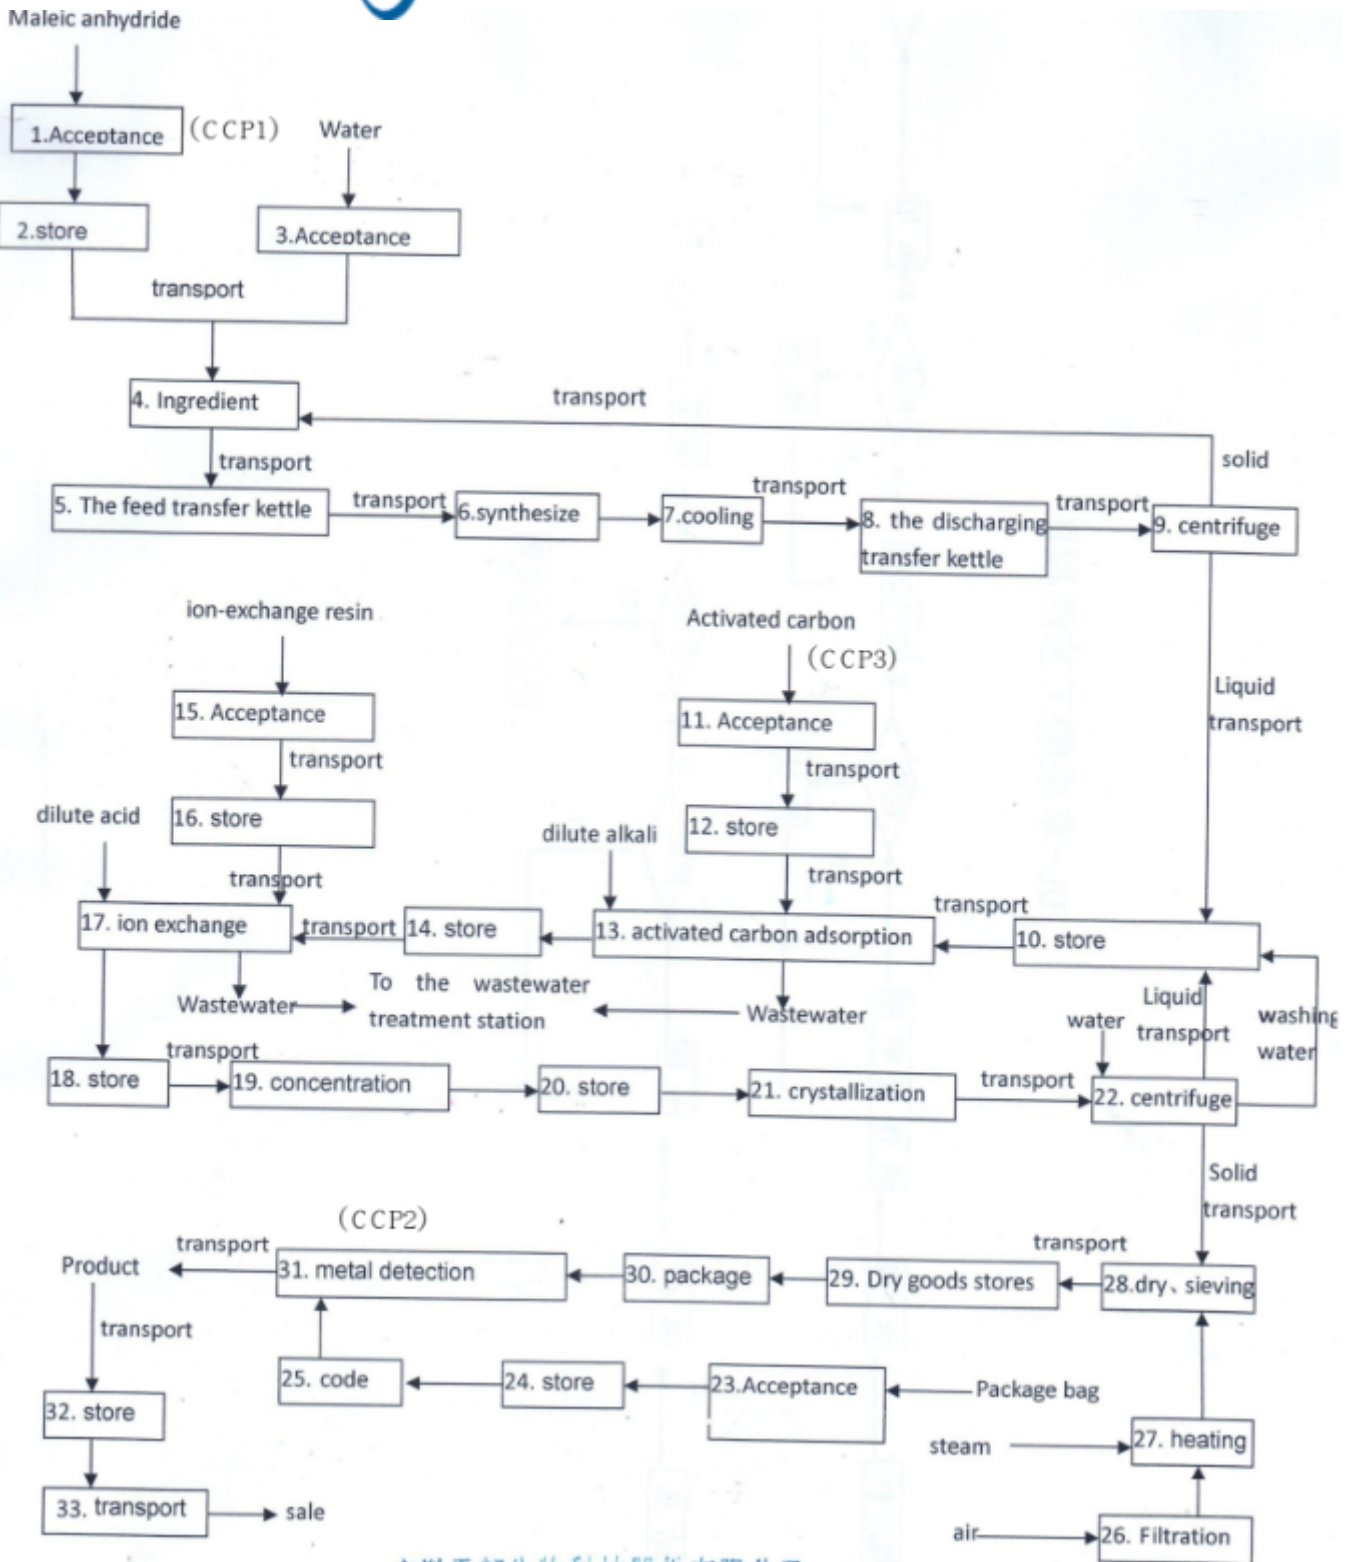 Maleic anhydride
1.Acceptance
(CCP1)
Water
2.store
3.Acceptance
transport
4. Ingredient
transport
solid
transport
5. The feed transfer kettle
transport
6.synthesize
7.cooling
transport
8. the discharging
transfer kettle
transport
9. centrifuge
ion-exchange resin
Activated carbon
(CCP3)
15. Acceptance
11. Acceptance
Liquid
transport
transport
transport
dilute acid
16. store
dilute alkali
12. store
transport
transport
transport
17. ion exchange
transport
14. store
13. activated carbon adsorption
10. store
Wastewater
To the wastewater
treatment station
Wastewater
water
Liquid
transport
washing
water
18. store
transport
19. concentration
20. store
21. crystallization
transport
22. centrifuge
Solid
transport
(CCP2)
Product
transport
31. metal detection
30. package
29. Dry goods stores
transport
28.dry、sieving
transport
25. code
24. store
23.Acceptance
Package bag
32. store
steam
27. heating
33. transport
sale
air
26. Filtration